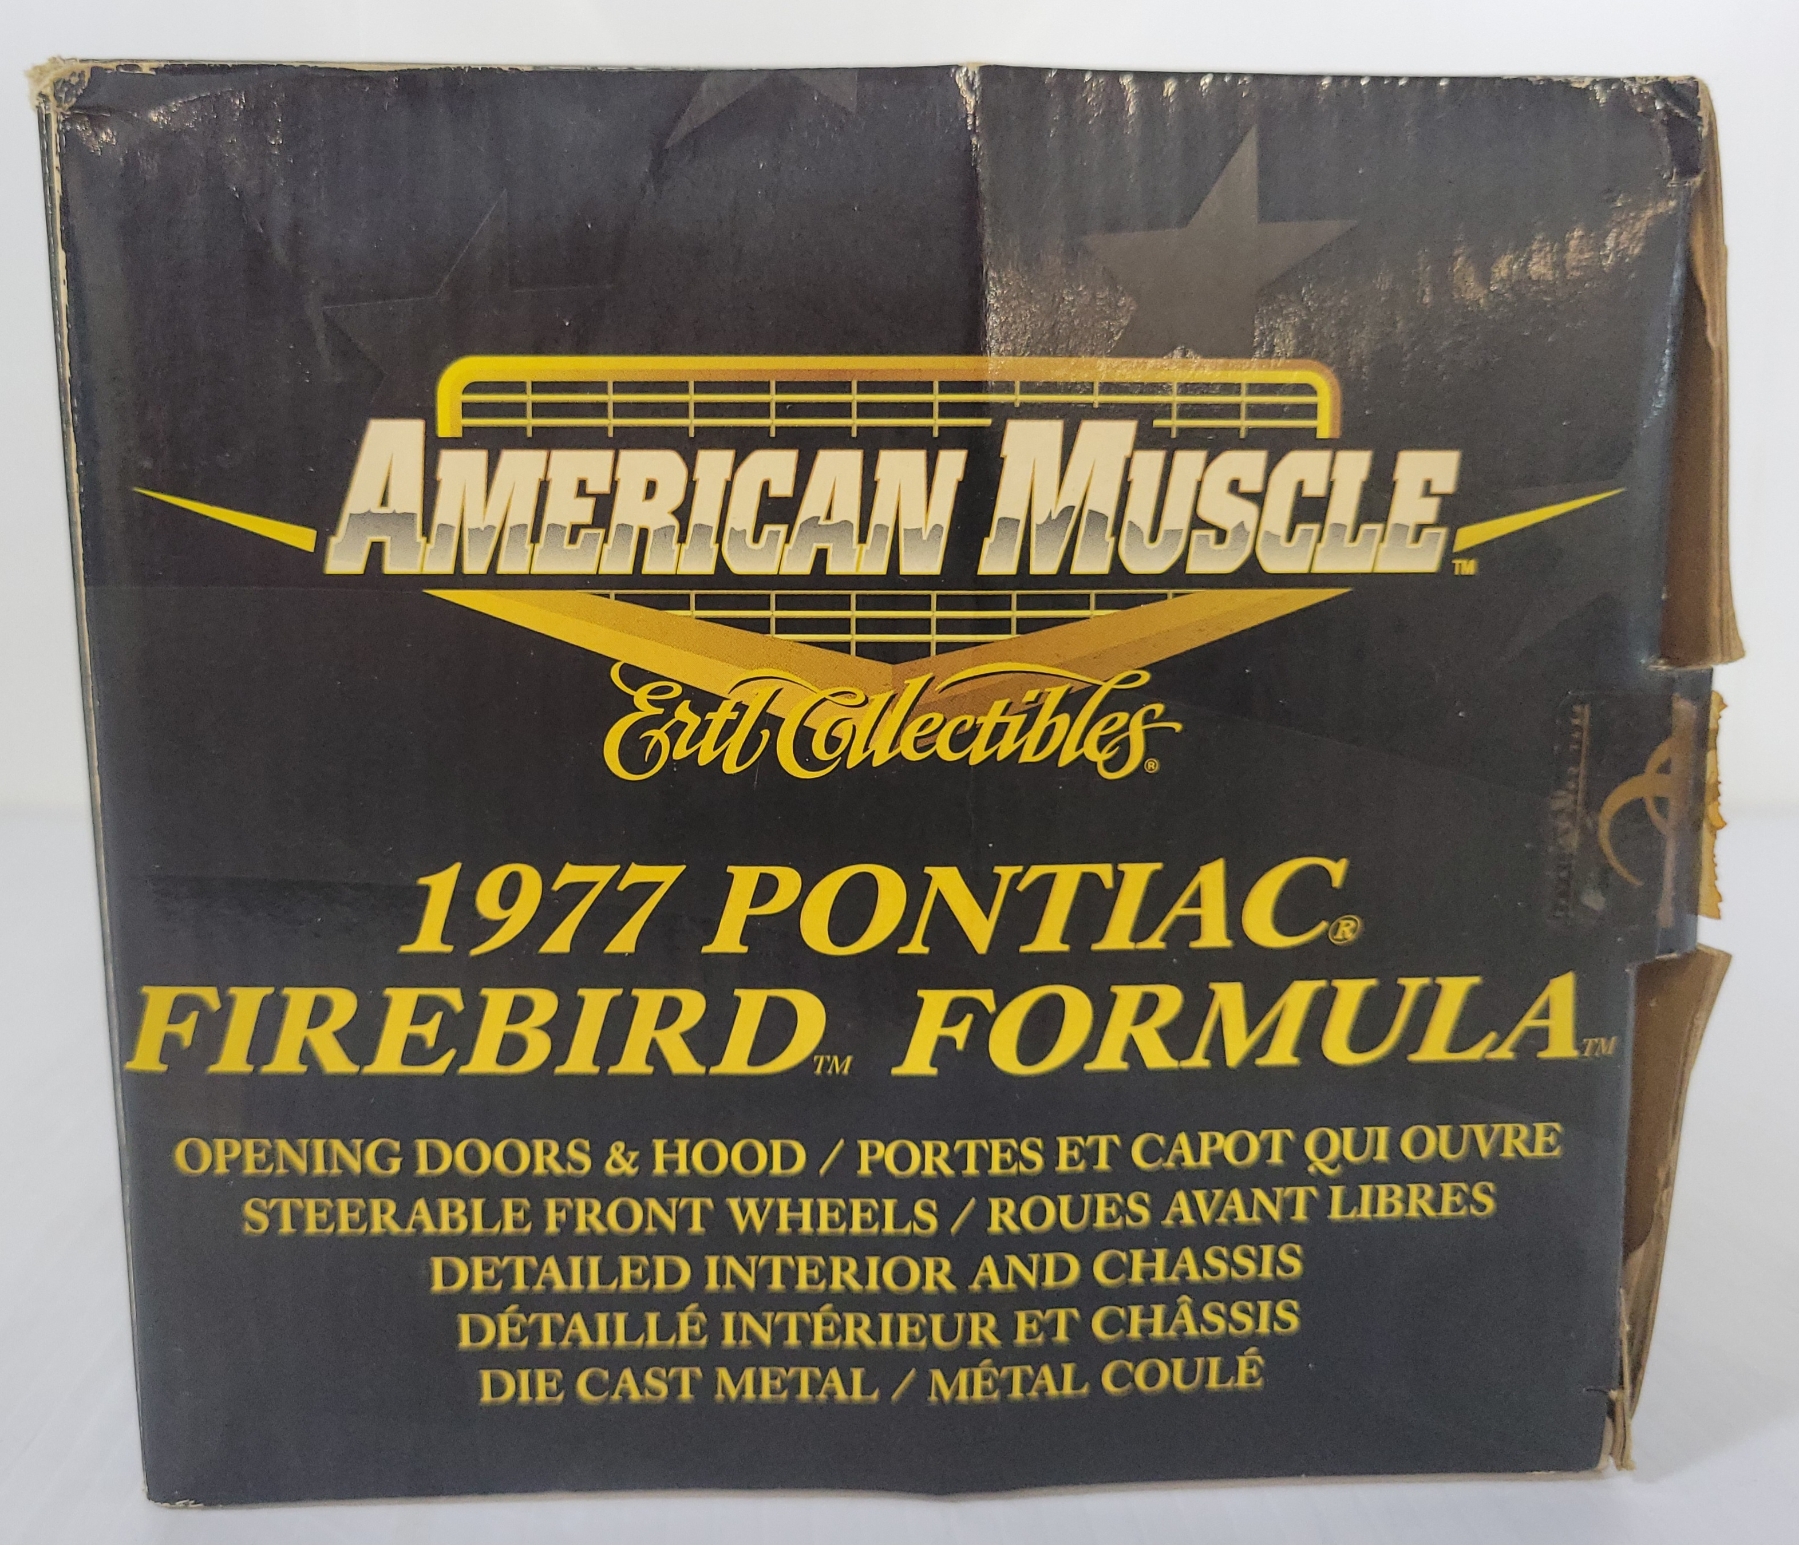 AMERICAN MUSCLE™
Ertl Collectibles®
1977 PONTIAC®
FIREBIRD™ FORMULA™
OPENING DOORS & HOOD / PORTES ET CAPOT QUI OUVRE
STEERABLE FRONT WHEELS / ROUES AVANT LIBRES
DETAILED INTERIOR AND CHASSIS
DÉTAILLÉ INTÉRIEUR ET CHÂSSIS
DIE CAST METAL / MÉTAL COULÉ